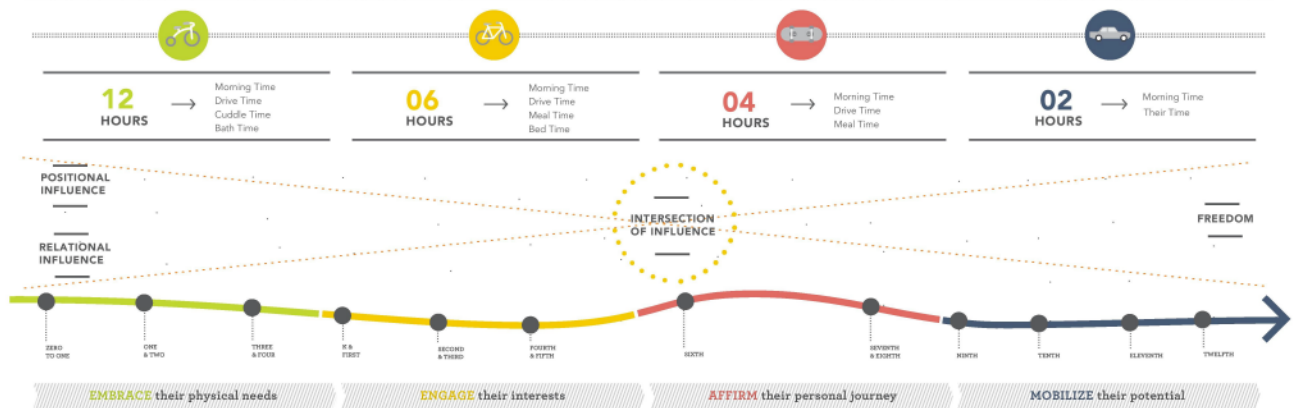 12
HOURS
Morning Time
Drive Time
Cuddle Time
Bath Time
06
HOURS
Morning Time
Drive Time
Meal Time
Bed Time
04
HOURS
Morning Time
Drive Time
Meal Time
02
HOURS
Morning Time
Their Time
POSITIONAL
INFLUENCE
RELATIONAL
INFLUENCE
INTERSECTION
OF INFLUENCE
FREEDOM
ZERO
TO ONE
ONE
& TWO
THREE
& FOUR
K &
FIRST
SECOND
& THIRD
FOURTH
& FIFTH
SIXTH
SEVENTH
& EIGHTH
NINTH
TENTH
ELEVENTH
TWELFTH
EMBRACE their physical needs
ENGAGE their interests
AFFIRM their personal journey
MOBILIZE their potential